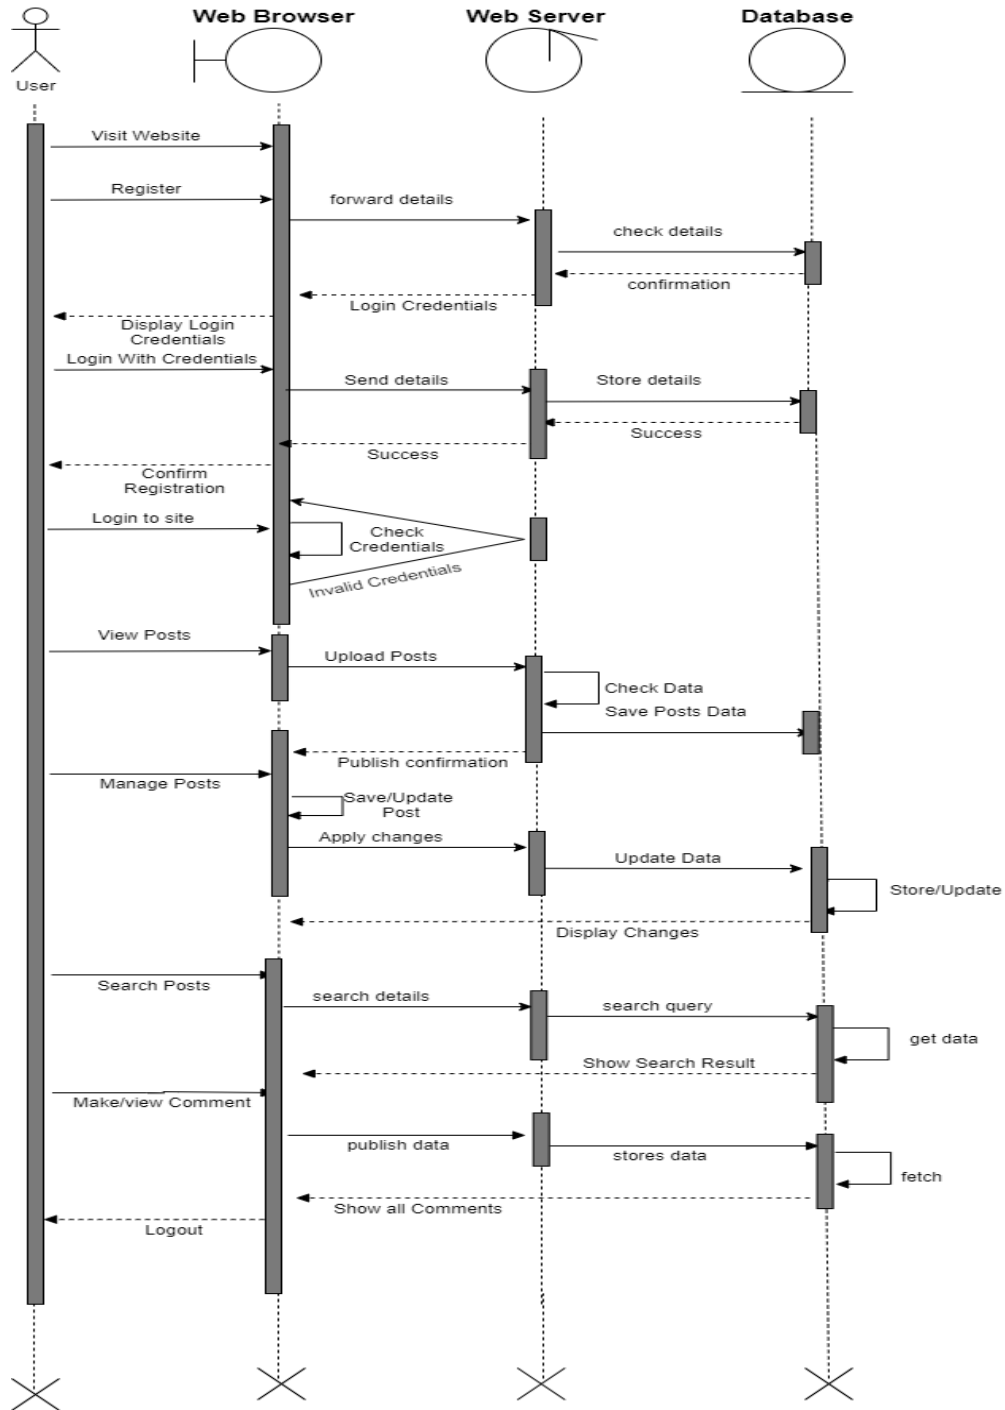 Web Browser
Web Server
Database
User
Visit Website
Register
forward details
check details
confirmation
Login Credentials
Display Login
Credentials
Login With Credentials
Send details
Store details
Success
Success
Confirm
Registration
Login to site
Check
Credentials
Invalid Credentials
View Posts
Upload Posts
Check Data
Save Posts Data
Publish confirmation
Manage Posts
Save/Update
Post
Apply changes
Update Data
Store/Update
Display Changes
Search Posts
search details
search query
get data
Show Search Result
Make/view Comment
publish data
stores data
fetch
Show all Comments
Logout